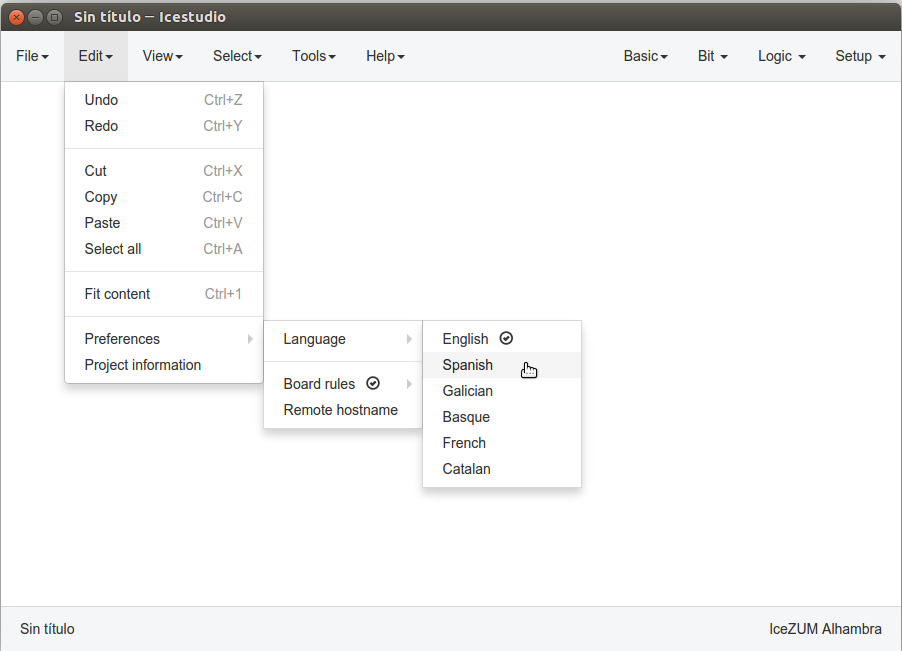 Sin título – Icestudio
File Edit View Select Tools Help Basic Bit Logic Setup
Undo Ctrl+Z
Redo Ctrl+Y
Cut Ctrl+X
Copy Ctrl+C
Paste Ctrl+V
Select all Ctrl+A
Fit content Ctrl+1
Preferences
Project information
Language
Board rules
Remote hostname
English
Spanish
Galician
Basque
French
Catalan
Sin título IceZUM Alhambra